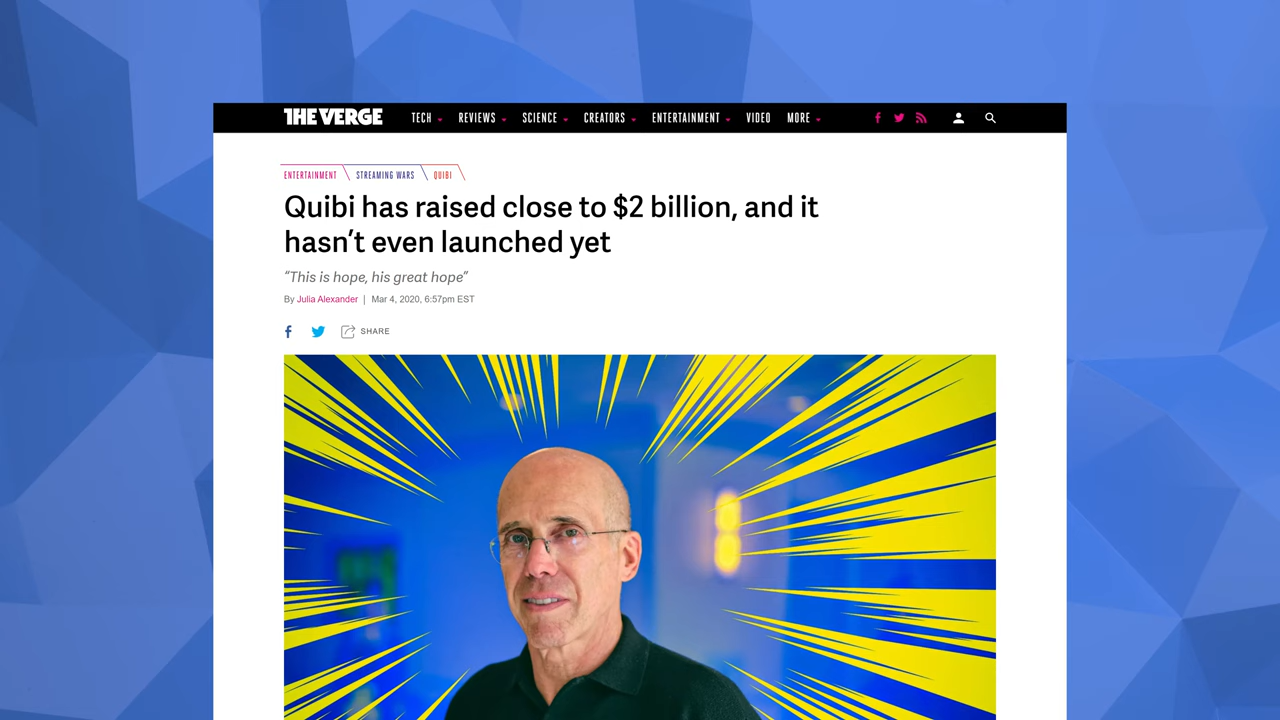 THE VERGE TECH REVIEWS SCIENCE CREATORS ENTERTAINMENT VIDEO MORE
ENTERTAINMENT STREAMING WARS QUIBI
Quibi has raised close to $2 billion, and it
hasn’t even launched yet
“This is hope, his great hope”
By Julia Alexander | Mar 4, 2020, 6:57pm EST
SHARE